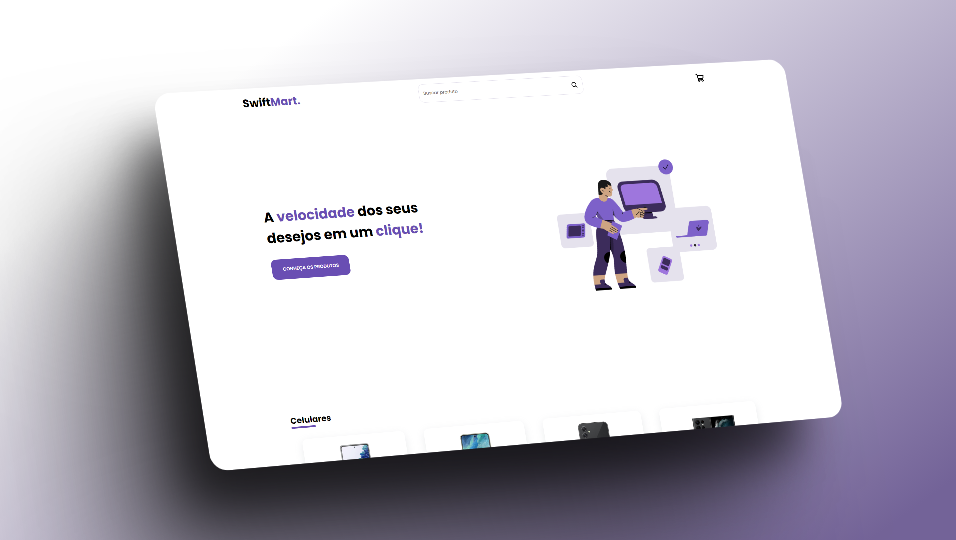 SwiftMart.
Buscar produto
A velocidade dos seus
desejos em um clique!
CONHEÇA OS PRODUTOS
Celulares